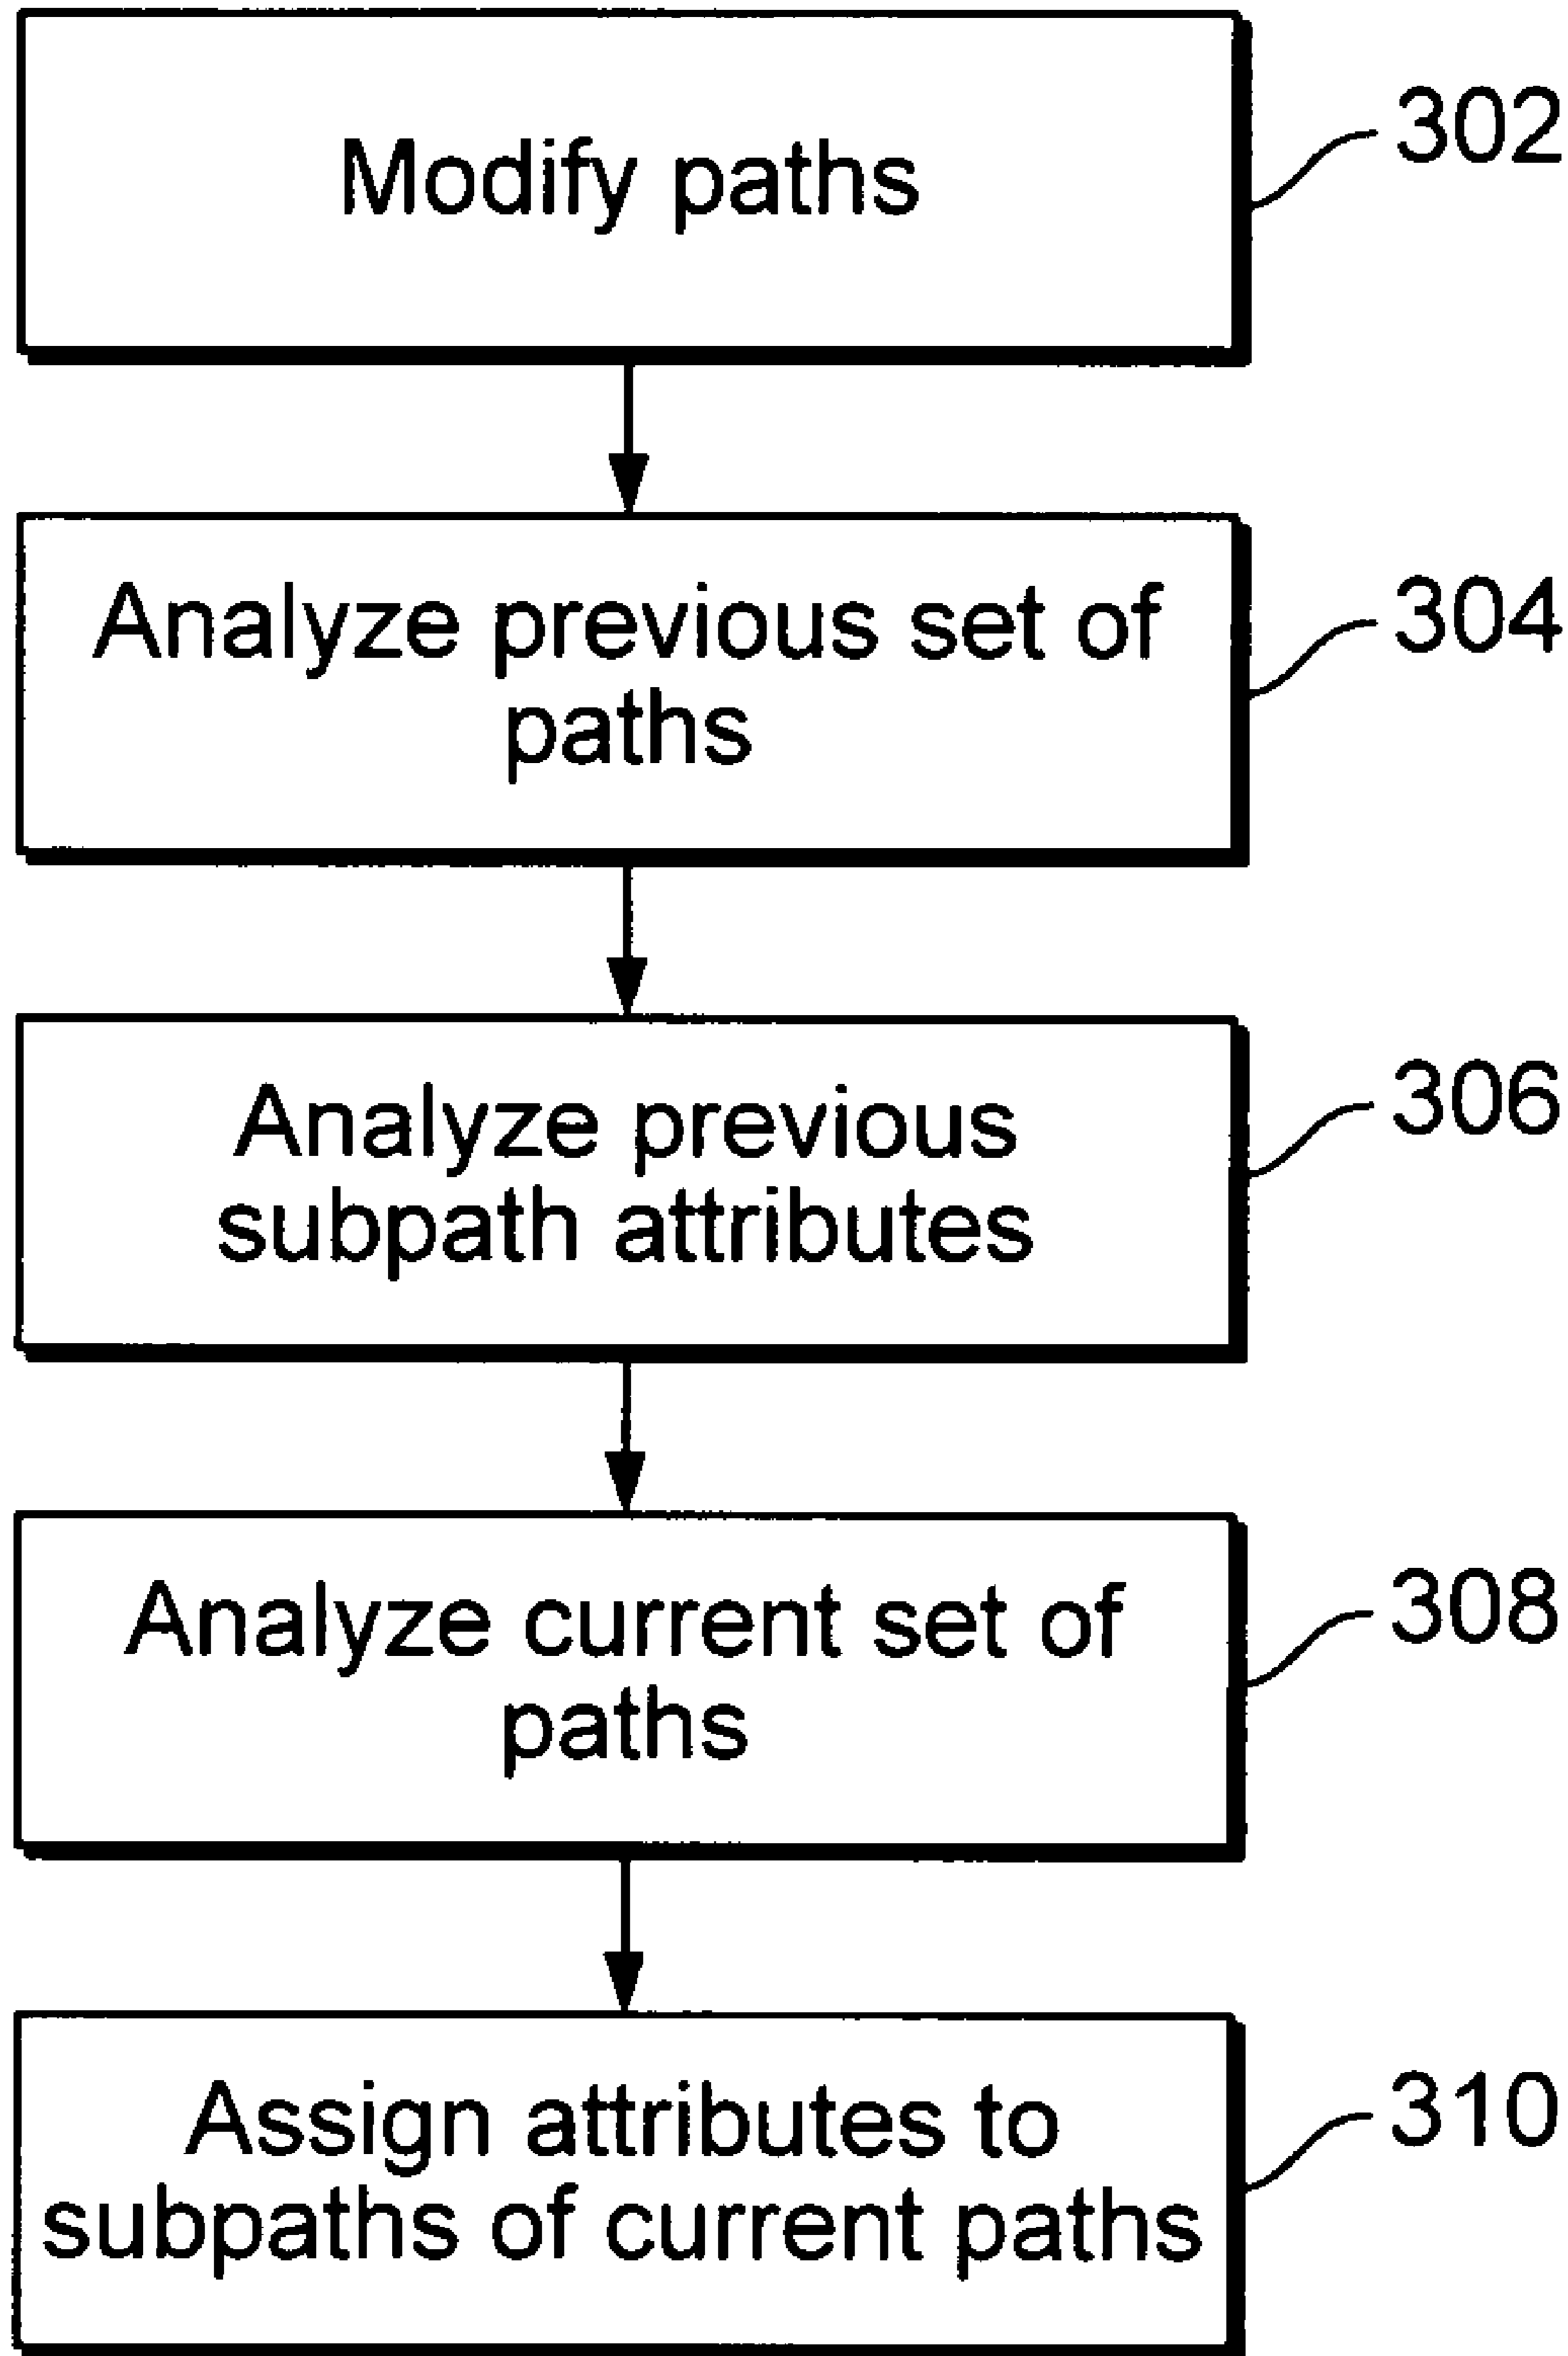 Modify paths
302
Analyze previous set of
paths
304
Analyze previous
subpath attributes
306
Analyze current set of
paths
308
Assign attributes to
subpaths of current paths
310